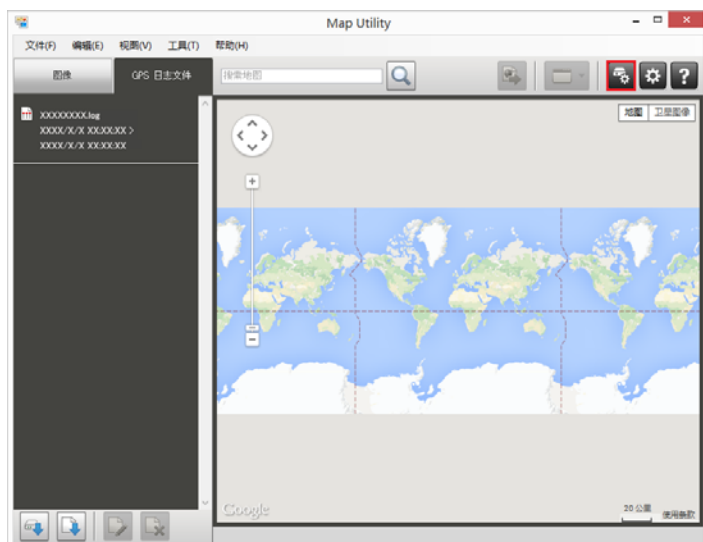 Map Utility
文件(F) 编辑(E) 视图(V) 工具(T) 帮助(H)
图像 GPS 日志文件 搜索地图
XXXXXXXX.log
XXXX/X/X XX:XX:XX >
XXXX/X/X XX:XX:XX
地图 卫星图像
Google
20 公里 使用条款